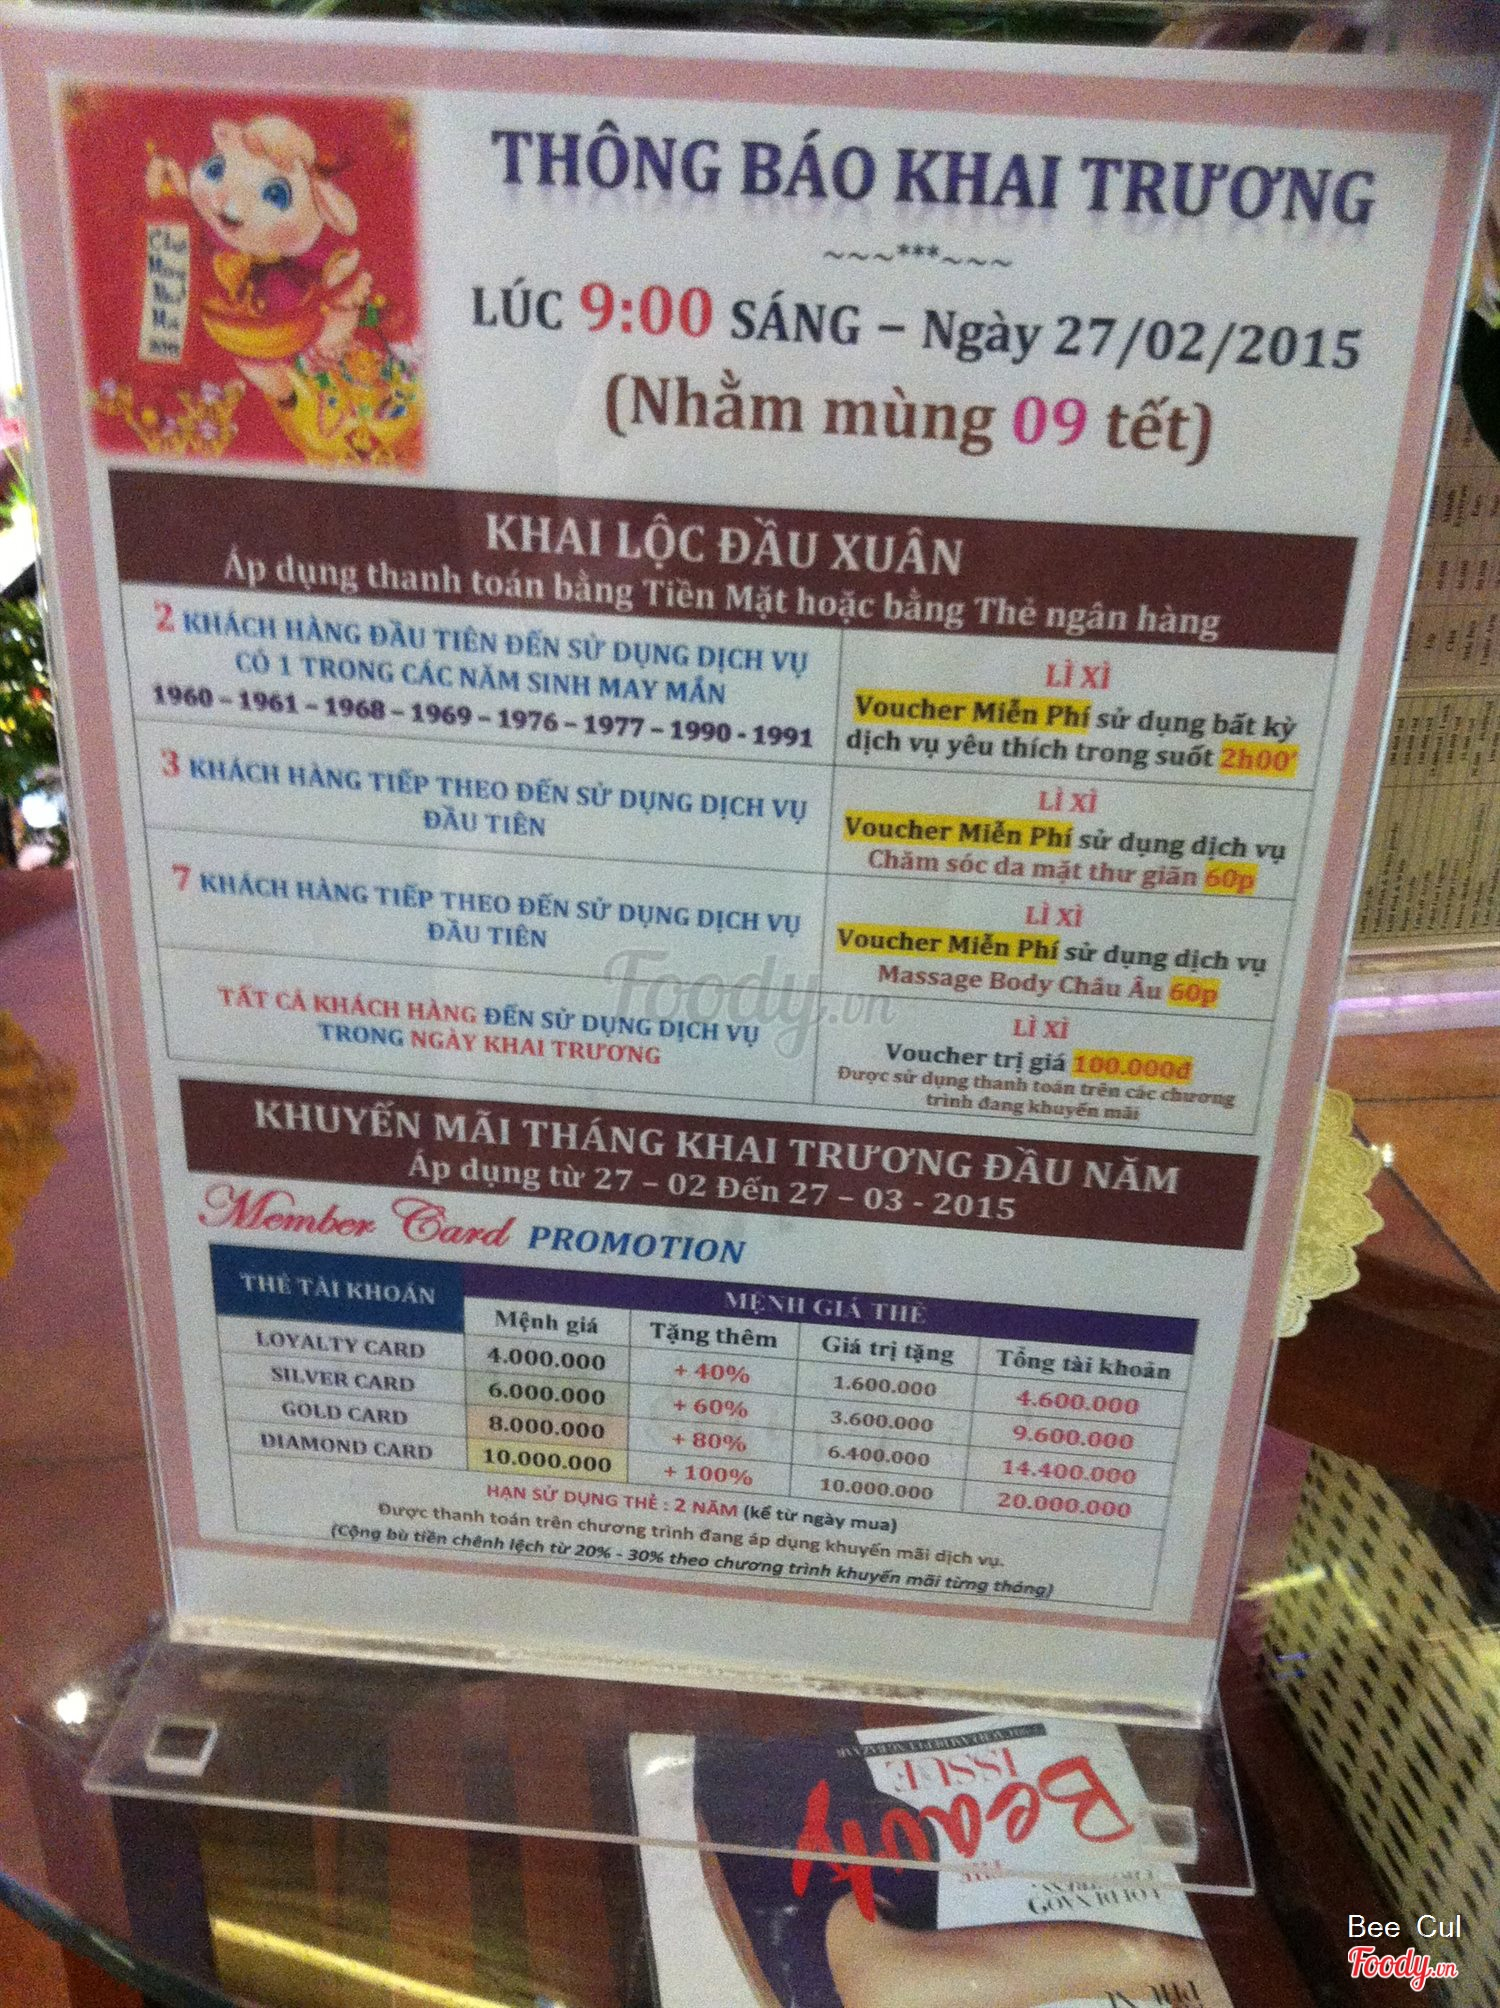 THÔNG BÁO KHAI TRƯƠNG
~~~***~~~
LÚC 9:00 SÁNG – Ngày 27/02/2015
(Nhằm mùng 09 tết)
KHAI LỘC ĐẦU XUÂN
Áp dụng thanh toán bằng Tiền Mặt hoặc bằng Thẻ ngân hàng
2 KHÁCH HÀNG ĐẦU TIÊN ĐẾN SỬ DỤNG DỊCH VỤ
CÓ 1 TRONG CÁC NĂM SINH MAY MẮN
1960 – 1961 – 1968 – 1969 – 1976 – 1977 – 1990 - 1991
LÌ XÌ
Voucher Miễn Phí sử dụng bất kỳ
dịch vụ yêu thích trong suốt 2h00'
3 KHÁCH HÀNG TIẾP THEO ĐẾN SỬ DỤNG DỊCH VỤ
ĐẦU TIÊN
LÌ XÌ
Voucher Miễn Phí sử dụng dịch vụ
Chăm sóc da mặt thư giãn 60p
7 KHÁCH HÀNG TIẾP THEO ĐẾN SỬ DỤNG DỊCH VỤ
ĐẦU TIÊN
LÌ XÌ
Voucher Miễn Phí sử dụng dịch vụ
Massage Body Châu Âu 60p
TẤT CẢ KHÁCH HÀNG ĐẾN SỬ DỤNG DỊCH VỤ
TRONG NGÀY KHAI TRƯƠNG
LÌ XÌ
Voucher trị giá 100.000đ
Được sử dụng thanh toán trên các chương
trình đang khuyến mãi
Foody.vn
KHUYẾN MÃI THÁNG KHAI TRƯƠNG ĐẦU NĂM
Áp dụng từ 27 – 02 Đến 27 – 03 - 2015
Member Card PROMOTION
THẺ TÀI KHOẢN MỆNH GIÁ THẺ
Mệnh giá Tặng thêm Giá trị tặng Tổng tài khoản
LOYALTY CARD 4.000.000 + 40% 1.600.000 4.600.000
SILVER CARD 6.000.000 + 60% 3.600.000 9.600.000
GOLD CARD 8.000.000 + 80% 6.400.000 14.400.000
DIAMOND CARD 10.000.000 + 100% 10.000.000 20.000.000
HẠN SỬ DỤNG THẺ : 2 NĂM (kể từ ngày mua)
Được thanh toán trên chương trình đang áp dụng khuyến mãi dịch vụ.
(Cộng bù tiền chênh lệch từ 20% - 30% theo chương trình khuyến mãi từng tháng)
Beauty
ISSUE
Bee Cul
Foody.vn